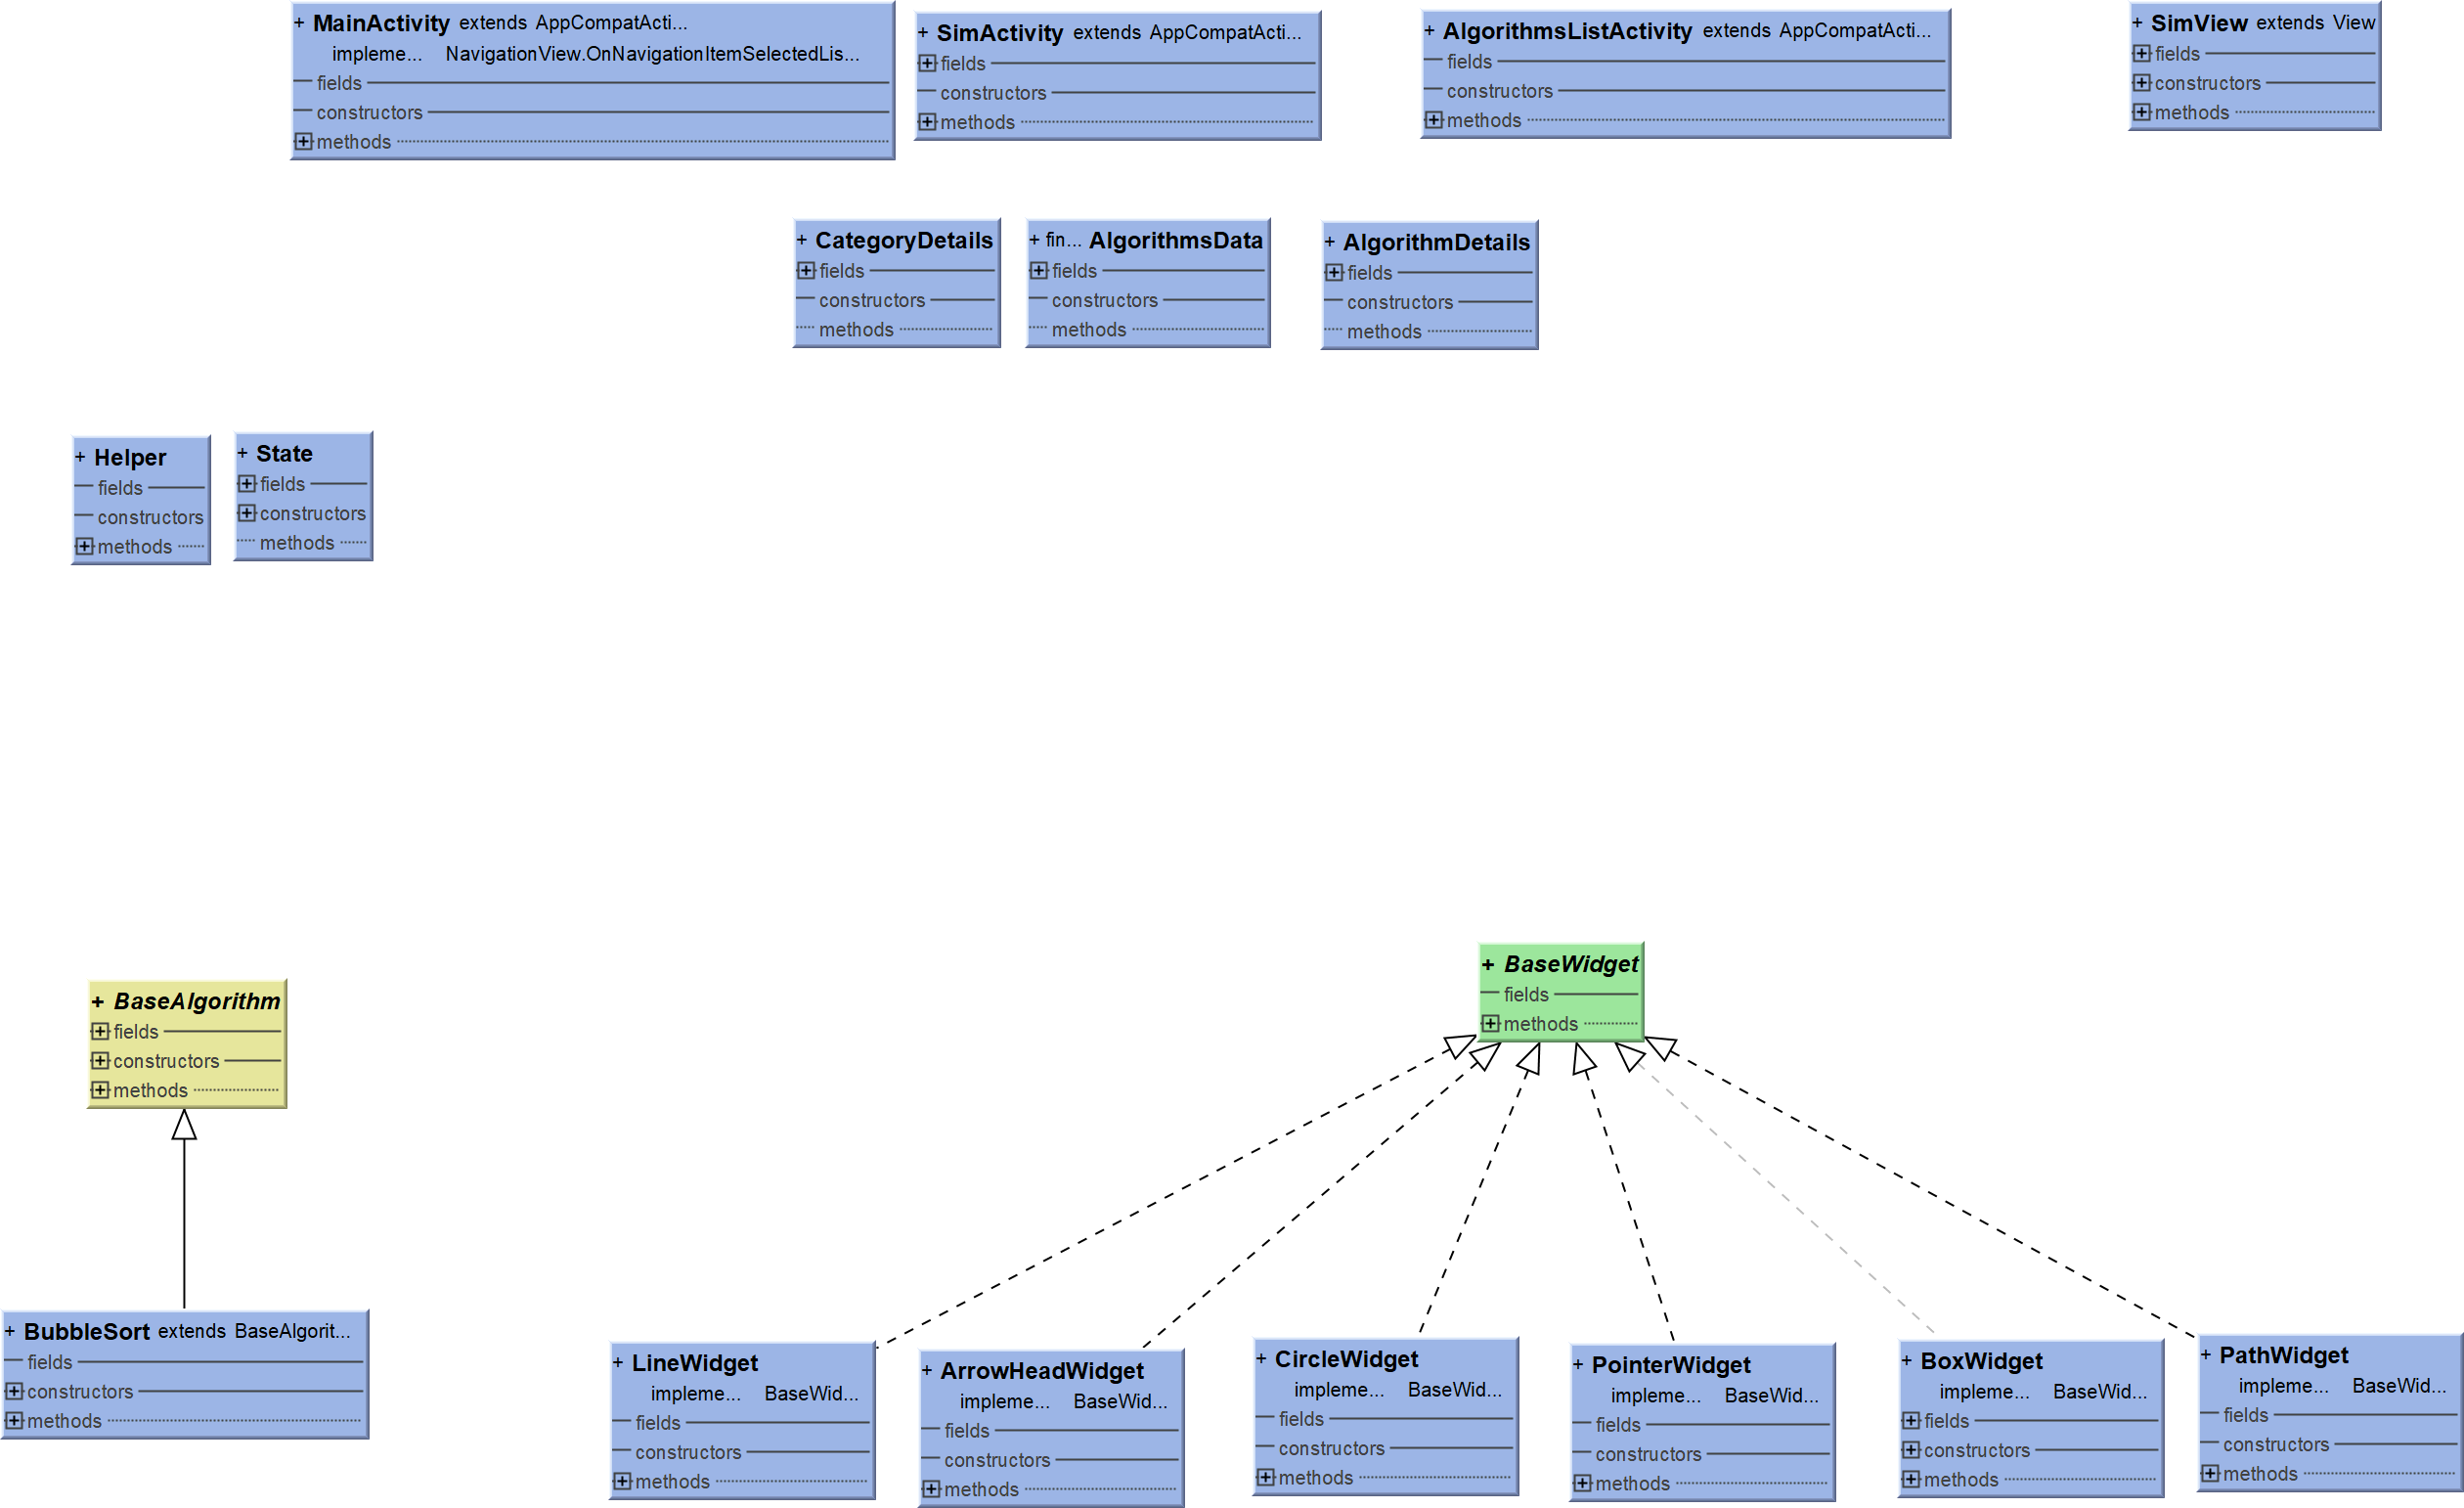 + MainActivity extends AppCompatActi...
impleme... NavigationView.OnNavigationItemSelectedLis...
fields
constructors
methods
+ SimActivity extends AppCompatActi...
fields
constructors
methods
+ AlgorithmsListActivity extends AppCompatActi...
fields
constructors
methods
+ SimView extends View
fields
constructors
methods
+ CategoryDetails
fields
constructors
methods
+ fin... AlgorithmsData
fields
constructors
methods
+ AlgorithmDetails
fields
constructors
methods
+ Helper
fields
constructors
methods
+ State
fields
constructors
methods
+ BaseAlgorithm
fields
constructors
methods
+ BaseWidget
fields
methods
+ BubbleSort extends BaseAlgorit...
fields
constructors
methods
+ LineWidget
impleme... BaseWid...
fields
constructors
methods
+ ArrowHeadWidget
impleme... BaseWid...
fields
constructors
methods
+ CircleWidget
impleme... BaseWid...
fields
constructors
methods
+ PointerWidget
impleme... BaseWid...
fields
constructors
methods
+ BoxWidget
impleme... BaseWid...
fields
constructors
methods
+ PathWidget
impleme... BaseWid...
fields
constructors
methods